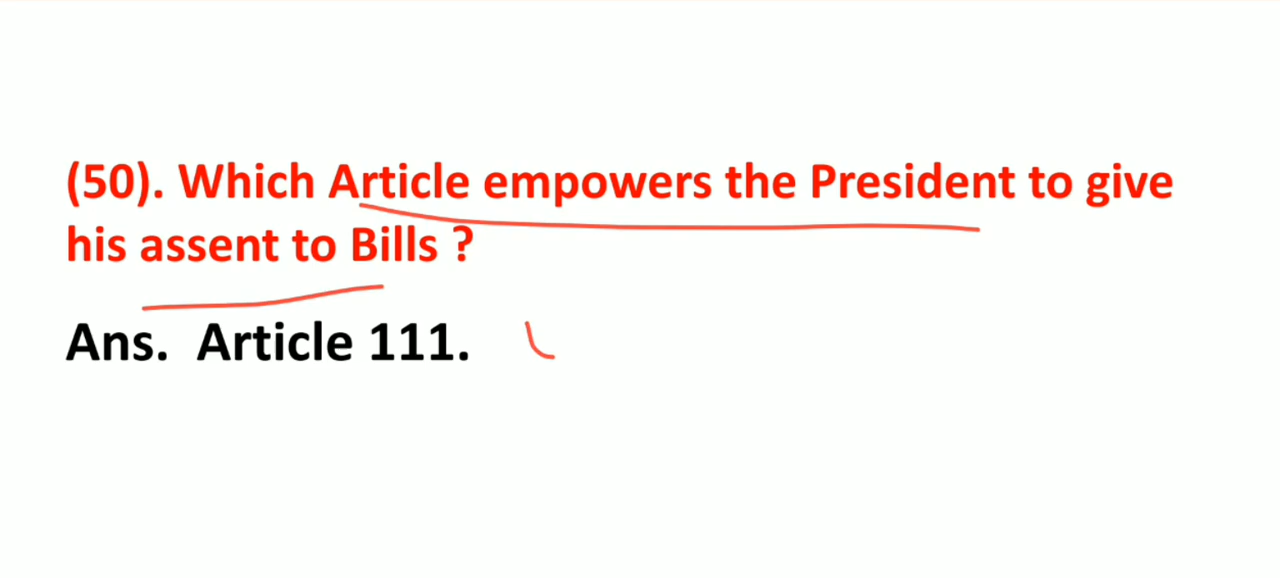 (50). Which Article empowers the President to give
his assent to Bills ?
Ans. Article 111.